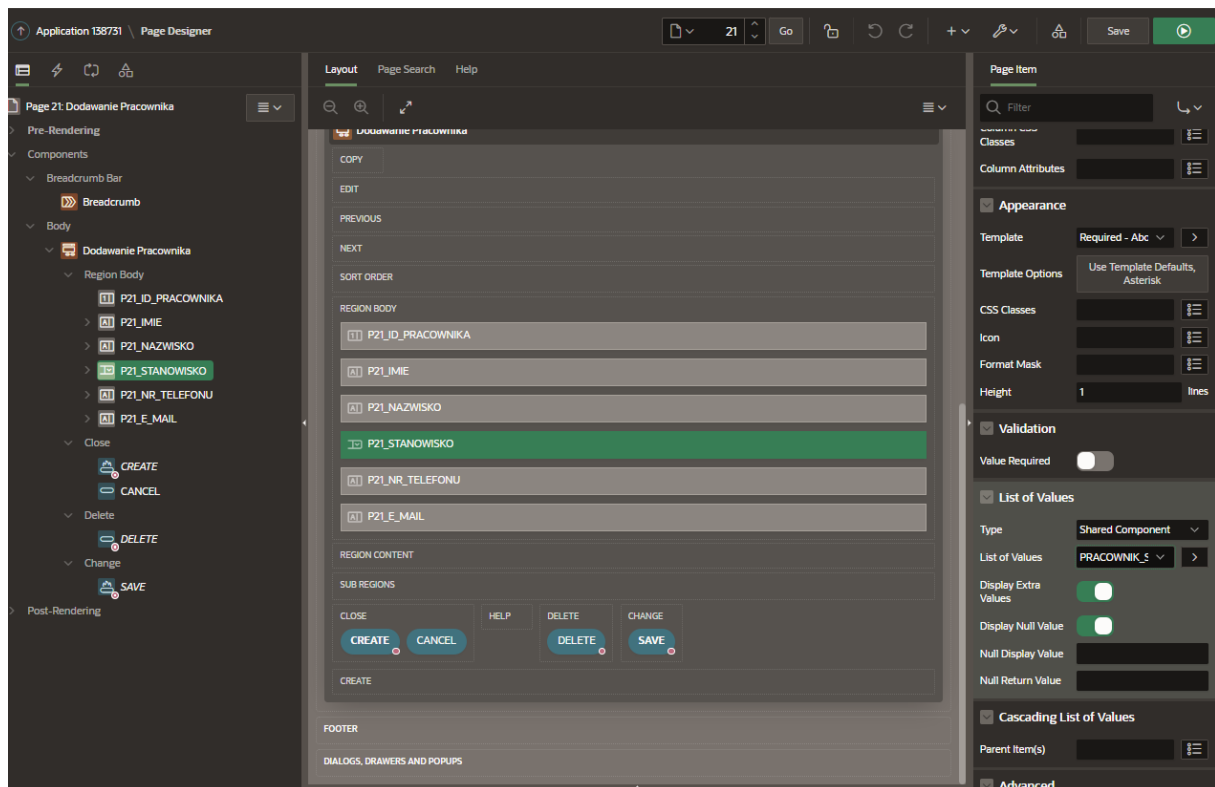 Application 138731 \ Page Designer
21
Go
Save
Layout
Page Search
Help
Page Item
Page 21: Dodawanie Pracownika
Filter
Pre-Rendering
Components
Breadcrumb Bar
Breadcrumb
Body
Dodawanie Pracownika
Region Body
P21_ID_PRACOWNIKA
P21_IMIE
P21_NAZWISKO
P21_STANOWISKO
P21_NR_TELEFONU
P21_E_MAIL
Close
CREATE
CANCEL
Delete
DELETE
Change
SAVE
Post-Rendering
Dodawanie Pracownika
COPY
EDIT
PREVIOUS
NEXT
SORT ORDER
REGION BODY
P21_ID_PRACOWNIKA
P21_IMIE
P21_NAZWISKO
P21_STANOWISKO
P21_NR_TELEFONU
P21_E_MAIL
REGION CONTENT
SUB REGIONS
CLOSE
HELP
DELETE
CHANGE
CREATE
CANCEL
DELETE
SAVE
CREATE
FOOTER
DIALOGS, DRAWERS AND POPUPS
Column CSS
Classes
Column Attributes
Appearance
Template
Required - Abc
Template Options
Use Template Defaults,
Asterisk
CSS Classes
Icon
Format Mask
Height
1
lines
Validation
Value Required
List of Values
Type
Shared Component
List of Values
PRACOWNIK_S
Display Extra
Values
Display Null Value
Null Display Value
Null Return Value
Cascading List of Values
Parent Item(s)
Advanced